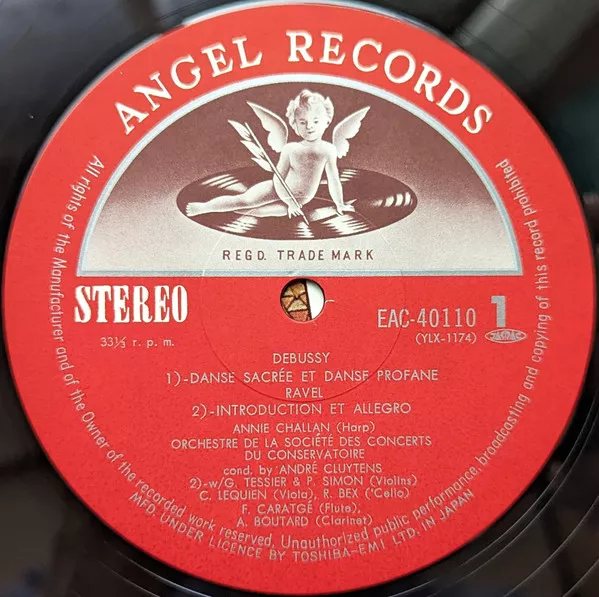 ANGEL RECORDS
REGD. TRADE MARK
STEREO
33⅓ r. p. m.
EAC-40110 1
(YLX-1174)
JASRAC
DEBUSSY
1)-DANSE SACRÉE ET DANSE PROFANE
RAVEL
2)-INTRODUCTION ET ALLEGRO
ANNIE CHALLAN (Harp)
ORCHESTRE DE LA SOCIÉTÉ DES CONCERTS
DU CONSERVATOIRE
cond. by ANDRÉ CLUYTENS
2)-w/G. TESSIER & P. SIMON (Violins)
C. LEQUIEN (Viola), R. BEX ('Cello)
F. CARATGÉ (Flute),
A. BOUTARD (Clarinet)
All rights of the Manufacturer and of the Owner of the recorded work reserved. Unauthorized public performance, broadcasting and copying of this record prohibited
MFD. UNDER LICENCE BY TOSHIBA-EMI LTD. IN JAPAN